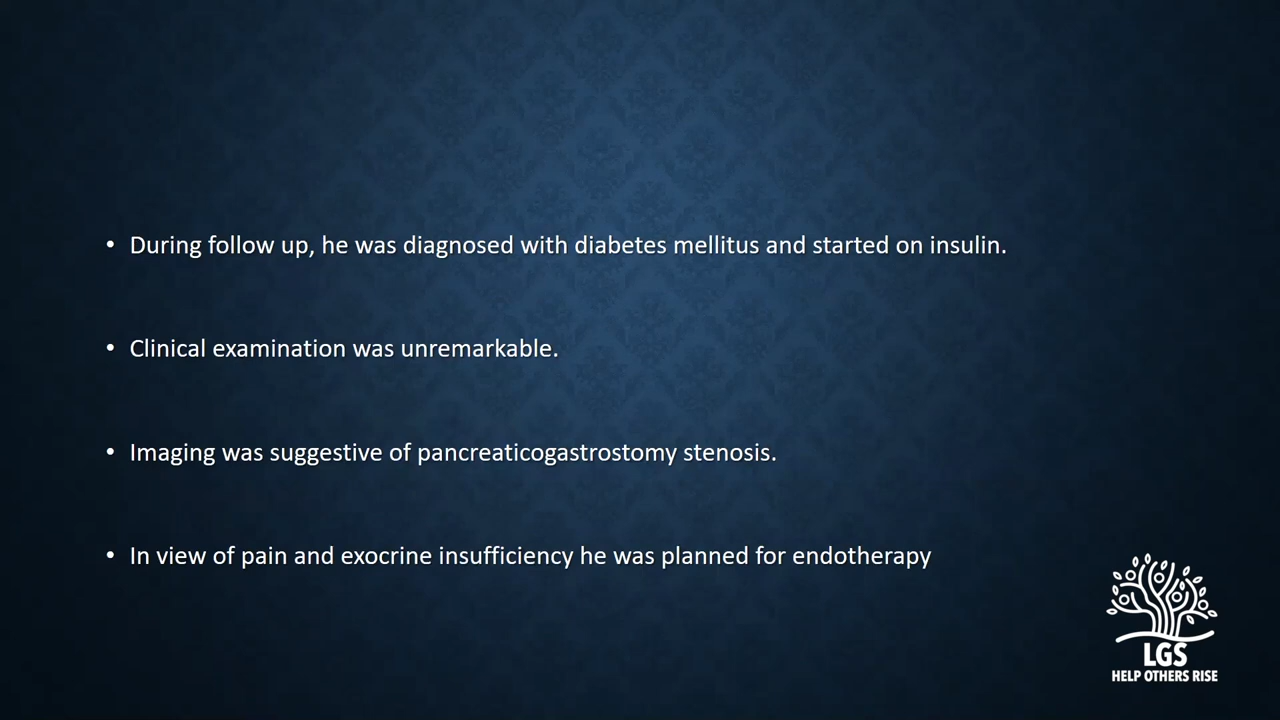 • During follow up, he was diagnosed with diabetes mellitus and started on insulin.
• Clinical examination was unremarkable.
• Imaging was suggestive of pancreaticogastrostomy stenosis.
• In view of pain and exocrine insufficiency he was planned for endotherapy
LGS
HELP OTHERS RISE